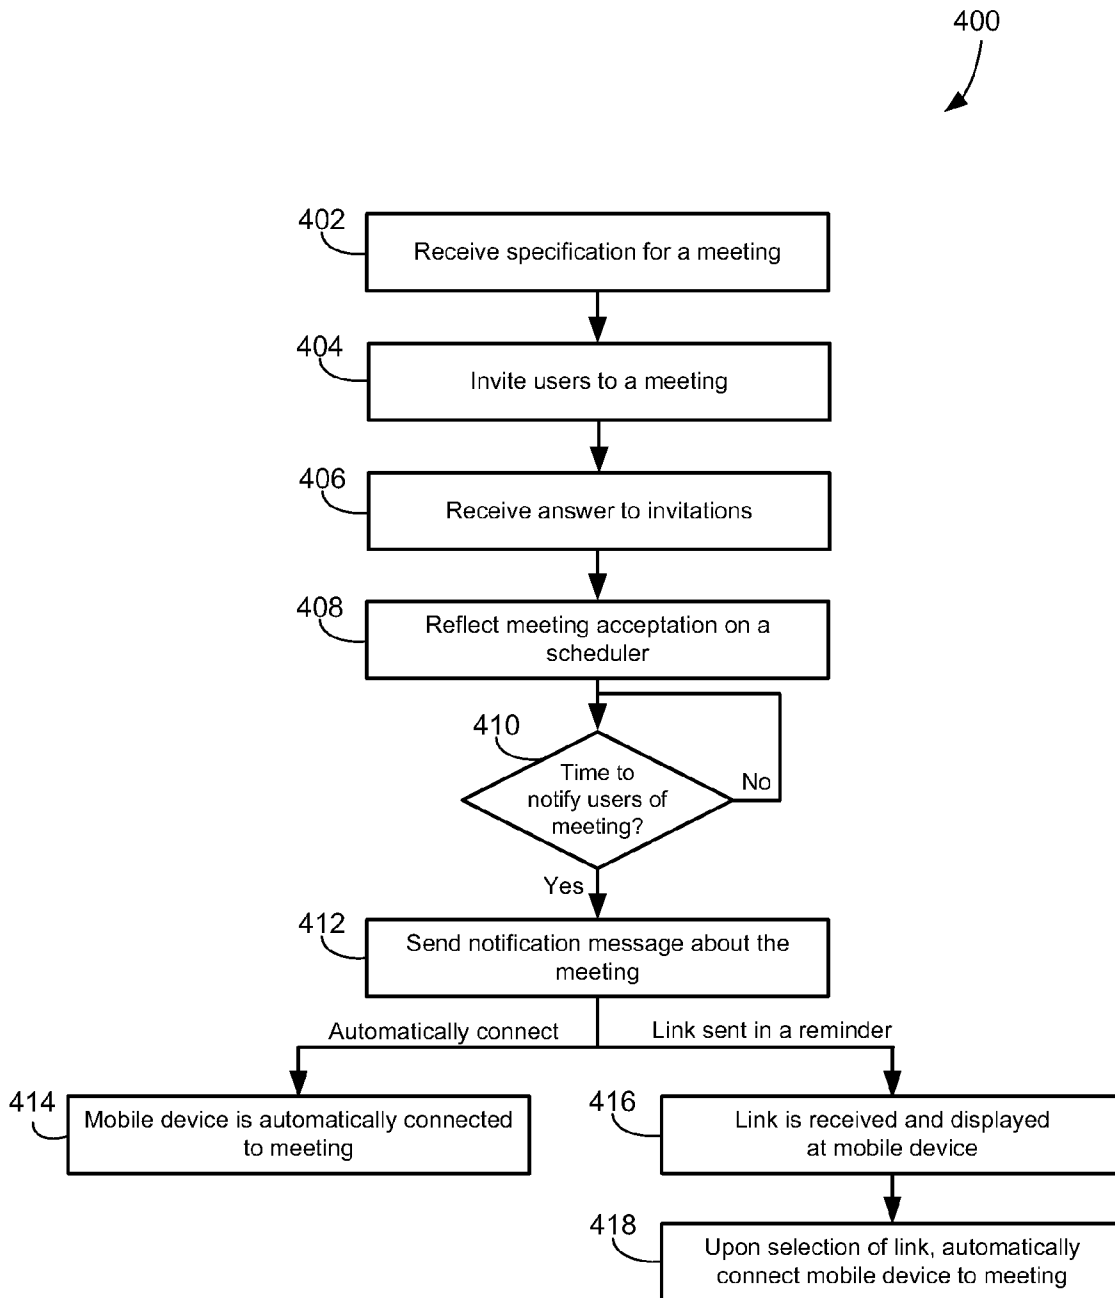 400
402
Receive specification for a meeting
404
Invite users to a meeting
406
Receive answer to invitations
408
Reflect meeting acceptation on a
scheduler
410
Time to
notify users of
meeting?
No
Yes
412
Send notification message about the
meeting
Automatically connect
Link sent in a reminder
414
Mobile device is automatically connected
to meeting
416
Link is received and displayed
at mobile device
418
Upon selection of link, automatically
connect mobile device to meeting